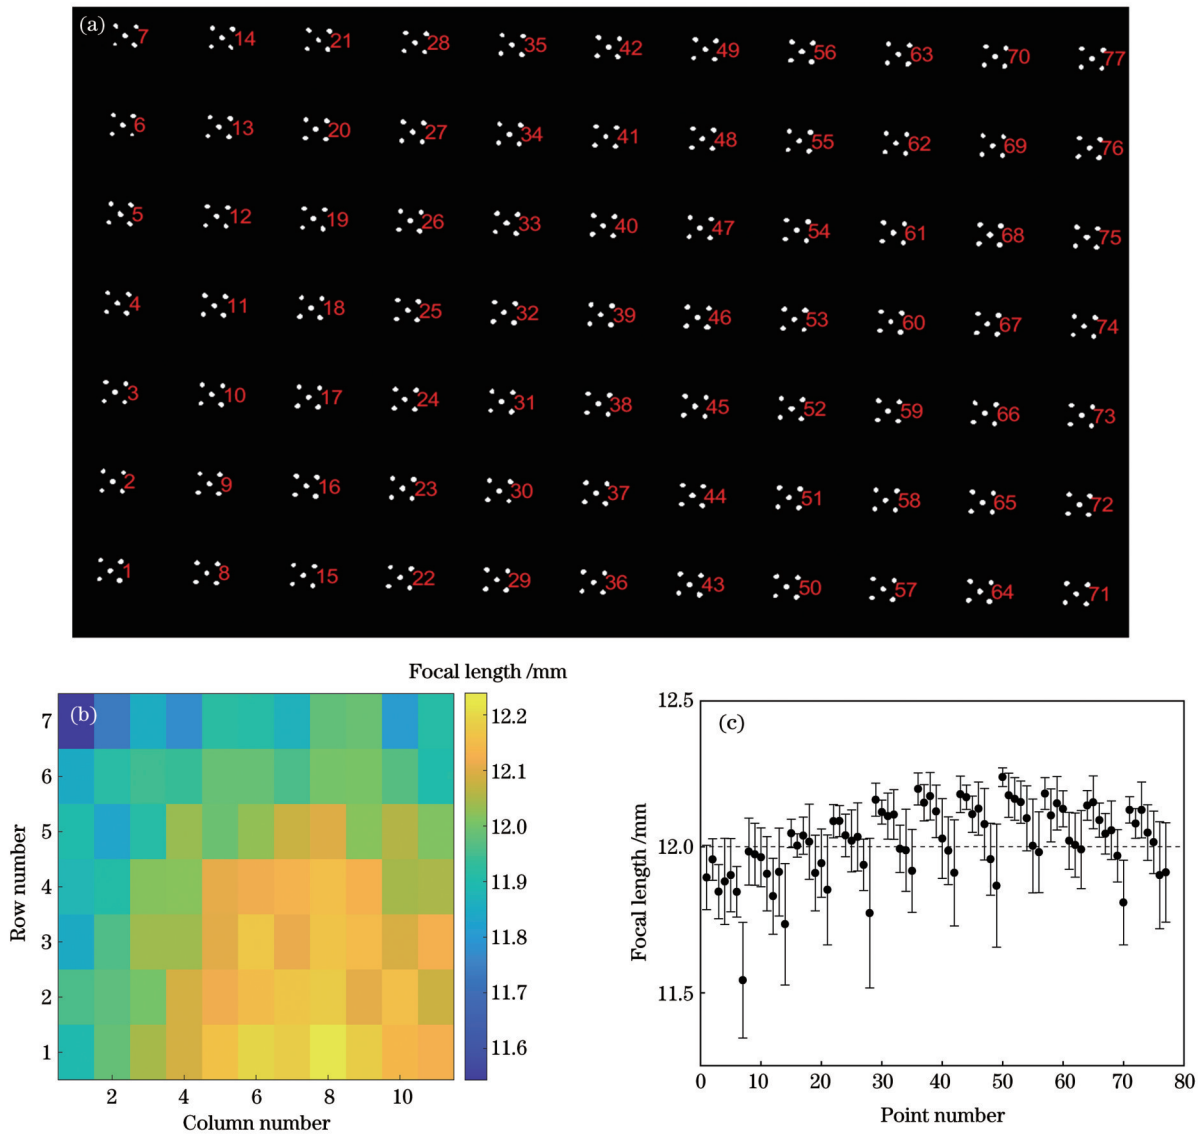 (a)
7 14 21 28 35 42 49 56 63 70 77
6 13 20 27 34 41 48 55 62 69 76
5 12 19 26 33 40 47 54 61 68 75
4 11 18 25 32 39 46 53 60 67 74
3 10 17 24 31 38 45 52 59 66 73
2 9 16 23 30 37 44 51 58 65 72
1 8 15 22 29 36 43 50 57 64 71
Focal length /mm
(b)
Row number
7
6
5
4
3
2
1
2 4 6 8 10
Column number
12.2
12.1
12.0
11.9
11.8
11.7
11.6
(c)
Focal length /mm
12.5
12.0
11.5
0 10 20 30 40 50 60 70 80
Point number